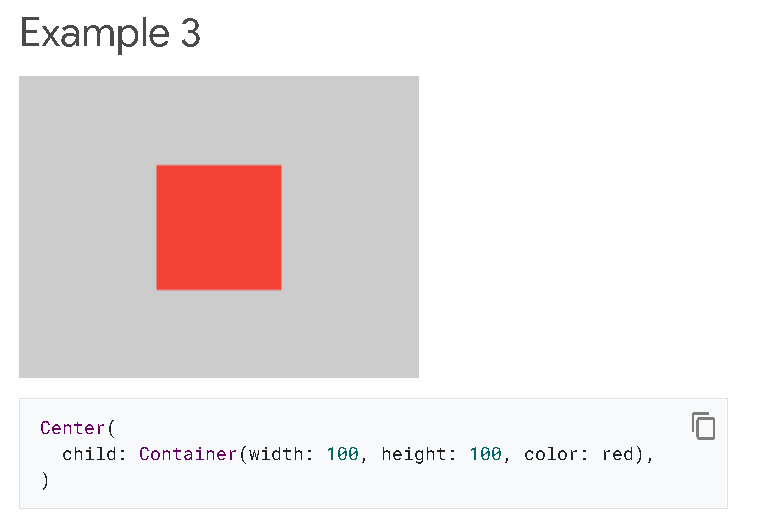 Example 3
Center(
  child: Container(width: 100, height: 100, color: red),
)